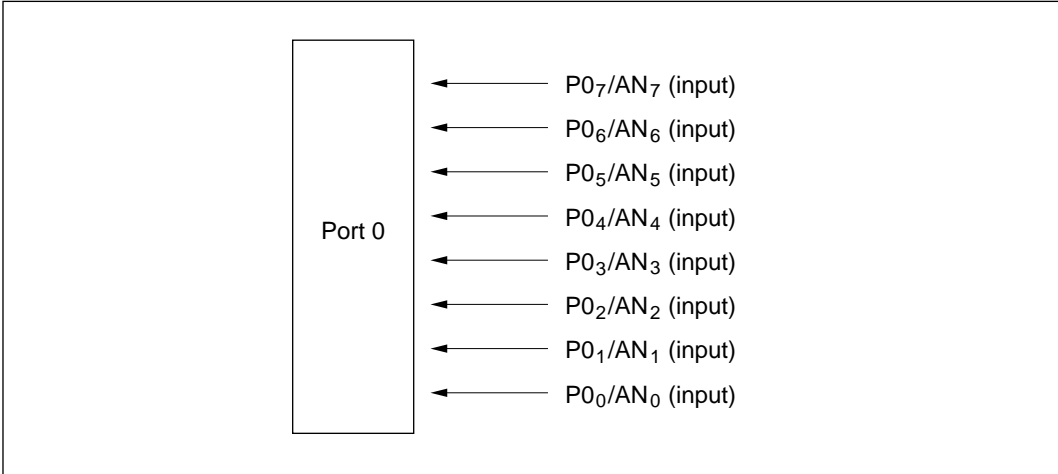 P0₇/AN₇ (input)
P0₆/AN₆ (input)
P0₅/AN₅ (input)
P0₄/AN₄ (input)
Port 0
P0₃/AN₃ (input)
P0₂/AN₂ (input)
P0₁/AN₁ (input)
P0₀/AN₀ (input)